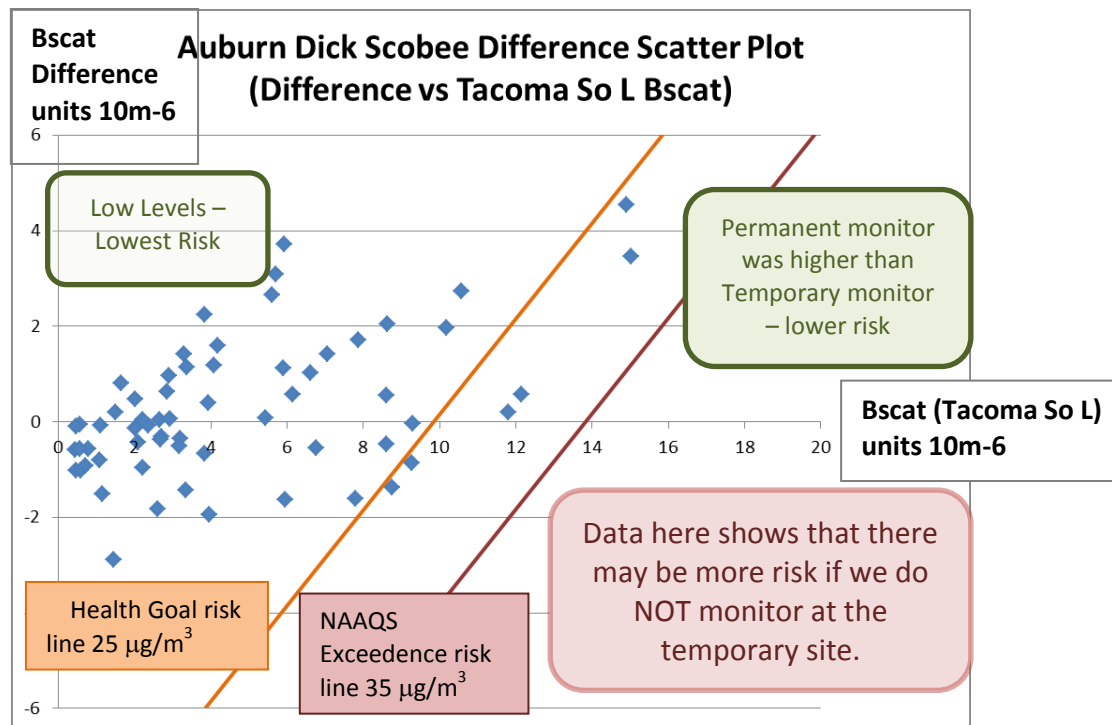 Bscat
Difference
units 10m-6
Auburn Dick Scobee Difference Scatter Plot
(Difference vs Tacoma So L Bscat)
6
4
2
0
-2
-6
0 2 4 6 8 10 12 14 16 18 20
Low Levels –
Lowest Risk
Permanent monitor
was higher than
Temporary monitor
– lower risk
Bscat (Tacoma So L)
units 10m-6
Data here shows that there
may be more risk if we do
NOT monitor at the
temporary site.
Health Goal risk
line 25 µg/m³
NAAQS
Exceedence risk
line 35 µg/m³